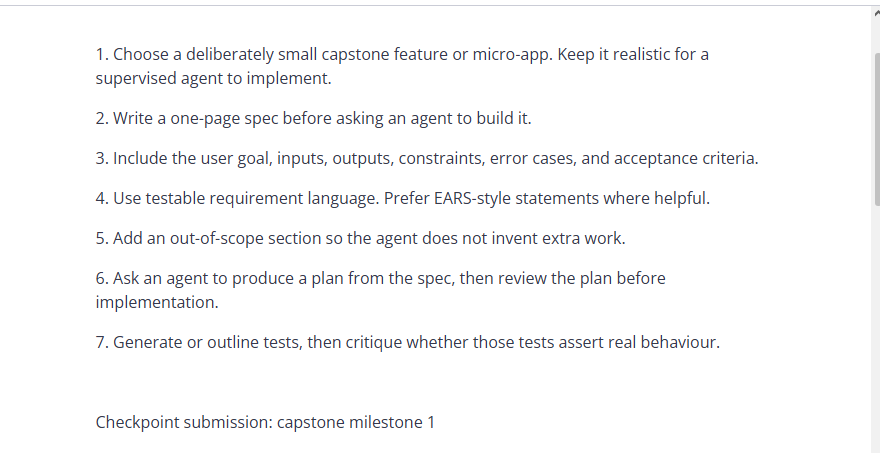 1. Choose a deliberately small capstone feature or micro-app. Keep it realistic for a
supervised agent to implement.
2. Write a one-page spec before asking an agent to build it.
3. Include the user goal, inputs, outputs, constraints, error cases, and acceptance criteria.
4. Use testable requirement language. Prefer EARS-style statements where helpful.
5. Add an out-of-scope section so the agent does not invent extra work.
6. Ask an agent to produce a plan from the spec, then review the plan before
implementation.
7. Generate or outline tests, then critique whether those tests assert real behaviour.
Checkpoint submission: capstone milestone 1